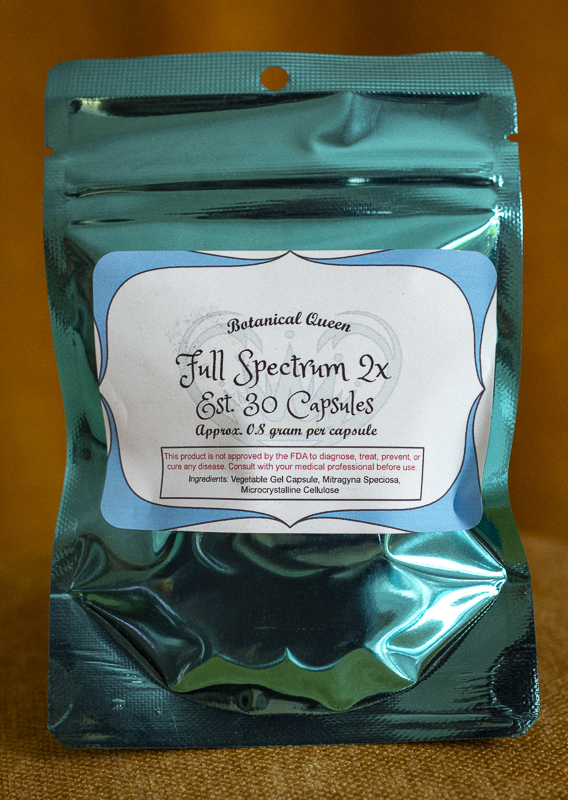 Botanical Queen
Full Spectrum 2x
Est. 30 Capsules
Approx. 0.8 gram per capsule
This product is not approved by the FDA to diagnose, treat, prevent, or
cure any disease. Consult with your medical professional before use.
Ingredients: Vegetable Gel Capsule, Mitragyna Speciosa,
Microcrystalline Cellulose